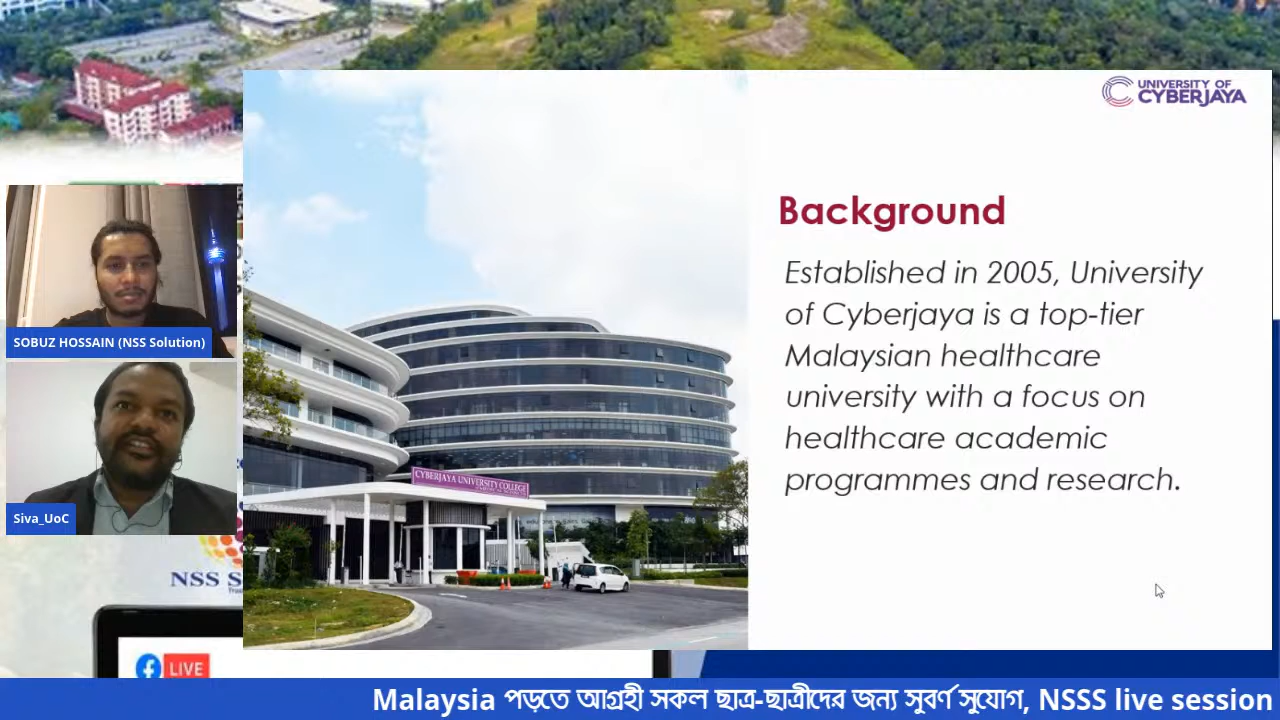 UNIVERSITY OF
CYBERJAYA
Background
Established in 2005, University
of Cyberjaya is a top-tier
Malaysian healthcare
university with a focus on
healthcare academic
programmes and research.
CYBERJAYA UNIVERSITY COLLEGE
SOBUZ HOSSAIN (NSS Solution)
Siva_UoC
NSS S
LIVE
Malaysia পড়তে আগ্রহী সকল ছাত্র-ছাত্রীদের জন্য সুবর্ণ সুযোগ, NSSS live session